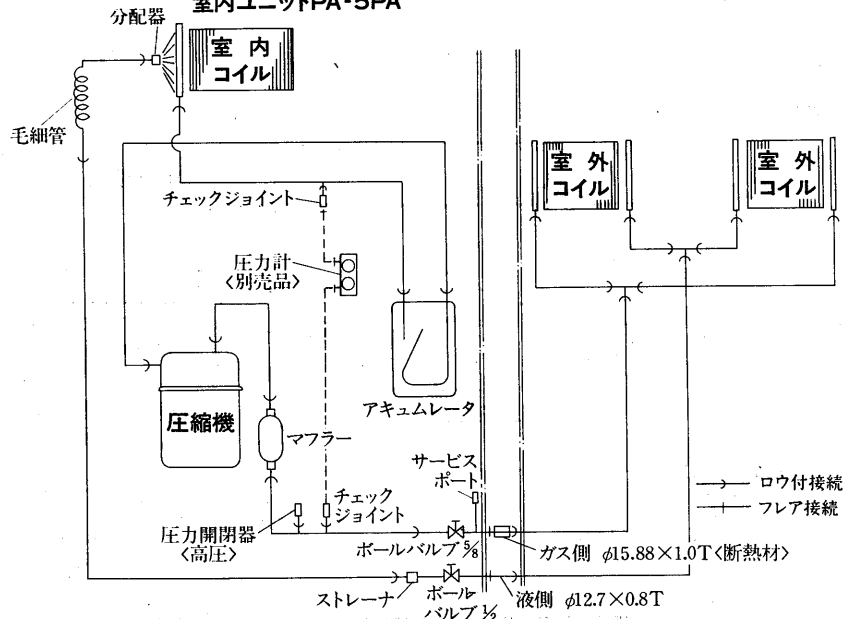 室内ユニットPA-5PA
分配器
室内
コイル
毛細管
チェックジョイント
圧力計
〈別売品〉
室外
コイル
室外
コイル
圧縮機
マフラー
アキュムレータ
サービス
ポート
チェック
ジョイント
圧力開閉器
〈高圧〉
ボールバルブ 5/8
ガス側 φ15.88×1.0T〈断熱材〉
ストレーナ
ボール
バルブ 1/2
液側 φ12.7×0.8T
ロウ付接続
フレア接続